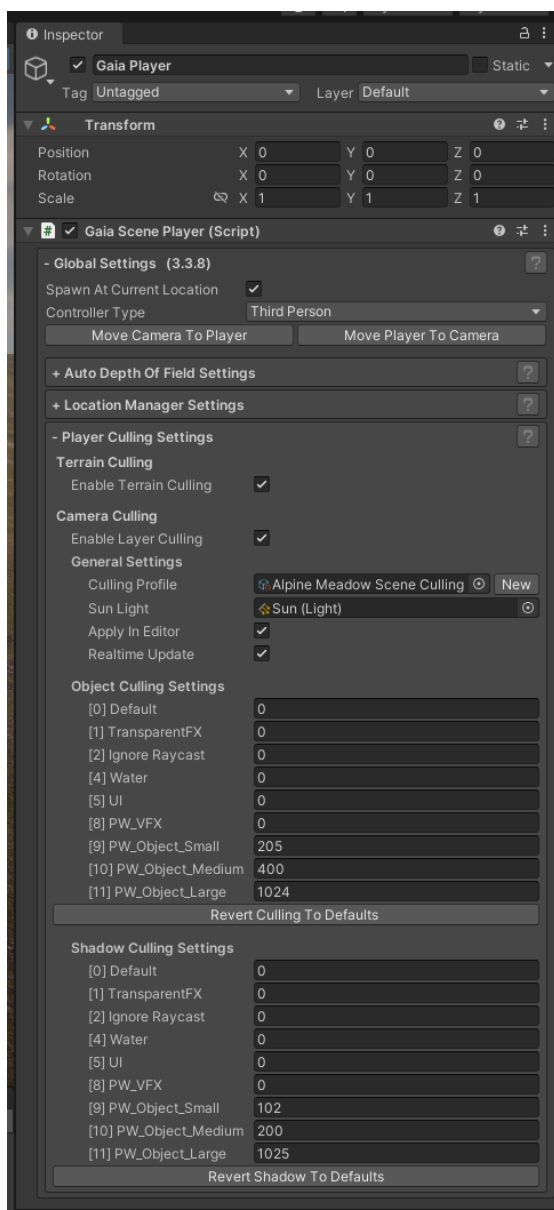 Inspector
Gaia Player Static
Tag Untagged Layer Default
Transform
Position X 0 Y 0 Z 0
Rotation X 0 Y 0 Z 0
Scale X 1 Y 1 Z 1
# Gaia Scene Player (Script)
- Global Settings (3.3.8) ?
Spawn At Current Location
Controller Type Third Person
Move Camera To Player Move Player To Camera
+ Auto Depth Of Field Settings ?
+ Location Manager Settings ?
- Player Culling Settings ?
Terrain Culling
Enable Terrain Culling
Camera Culling
Enable Layer Culling
General Settings
Culling Profile Alpine Meadow Scene Culling New
Sun Light Sun (Light)
Apply In Editor
Realtime Update
Object Culling Settings
[0] Default 0
[1] TransparentFX 0
[2] Ignore Raycast 0
[4] Water 0
[5] UI 0
[8] PW_VFX 0
[9] PW_Object_Small 205
[10] PW_Object_Medium 400
[11] PW_Object_Large 1024
Revert Culling To Defaults
Shadow Culling Settings
[0] Default 0
[1] TransparentFX 0
[2] Ignore Raycast 0
[4] Water 0
[5] UI 0
[8] PW_VFX 0
[9] PW_Object_Small 102
[10] PW_Object_Medium 200
[11] PW_Object_Large 1025
Revert Shadow To Defaults